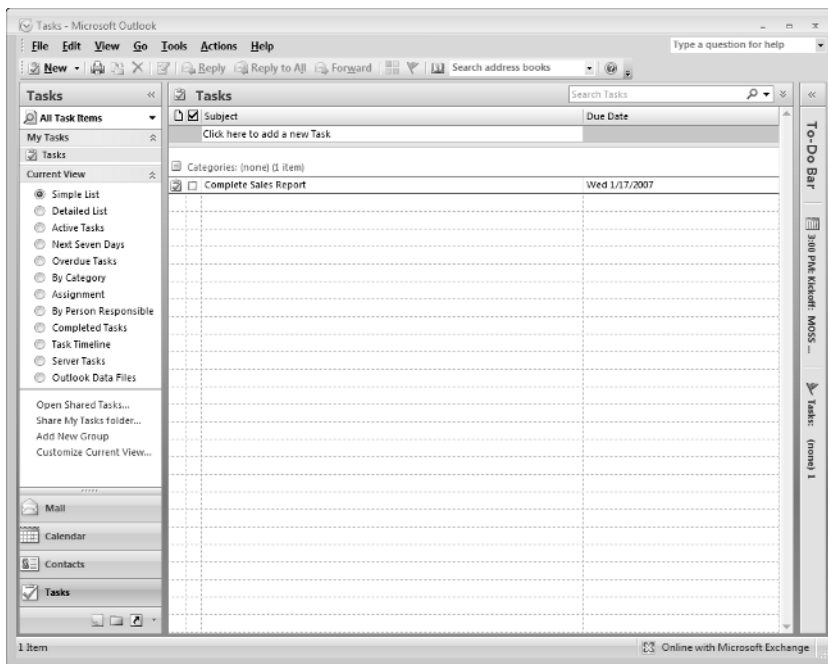 Tasks - Microsoft Outlook
File Edit View Go Tools Actions Help
Type a question for help
New Reply Reply to All Forward Search address books
Tasks
All Task Items
My Tasks
Tasks
Current View
Simple List
Detailed List
Active Tasks
Next Seven Days
Overdue Tasks
By Category
Assignment
By Person Responsible
Completed Tasks
Task Timeline
Server Tasks
Outlook Data Files
Open Shared Tasks...
Share My Tasks folder...
Add New Group
Customize Current View...
Mail
Calendar
Contacts
Tasks
Tasks
Search Tasks
Subject Due Date
Click here to add a new Task
Categories: (none) (1 item)
Complete Sales Report Wed 1/17/2007
To-Do Bar
3:00 PM: Kickoff: MOSS ...
Tasks: (none) 1
1 Item
Online with Microsoft Exchange